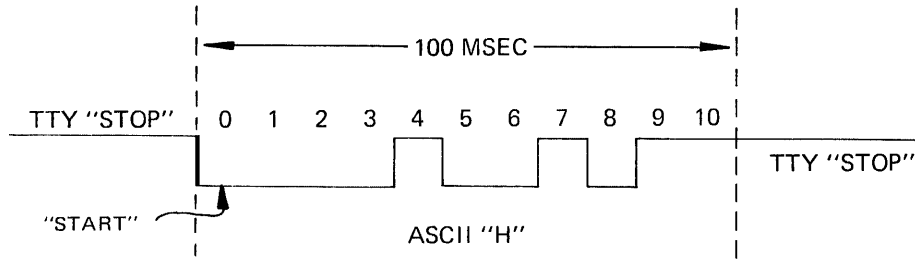 100 MSEC
TTY "STOP" 0 1 2 3 4 5 6 7 8 9 10
TTY "STOP"
"START"
ASCII "H"